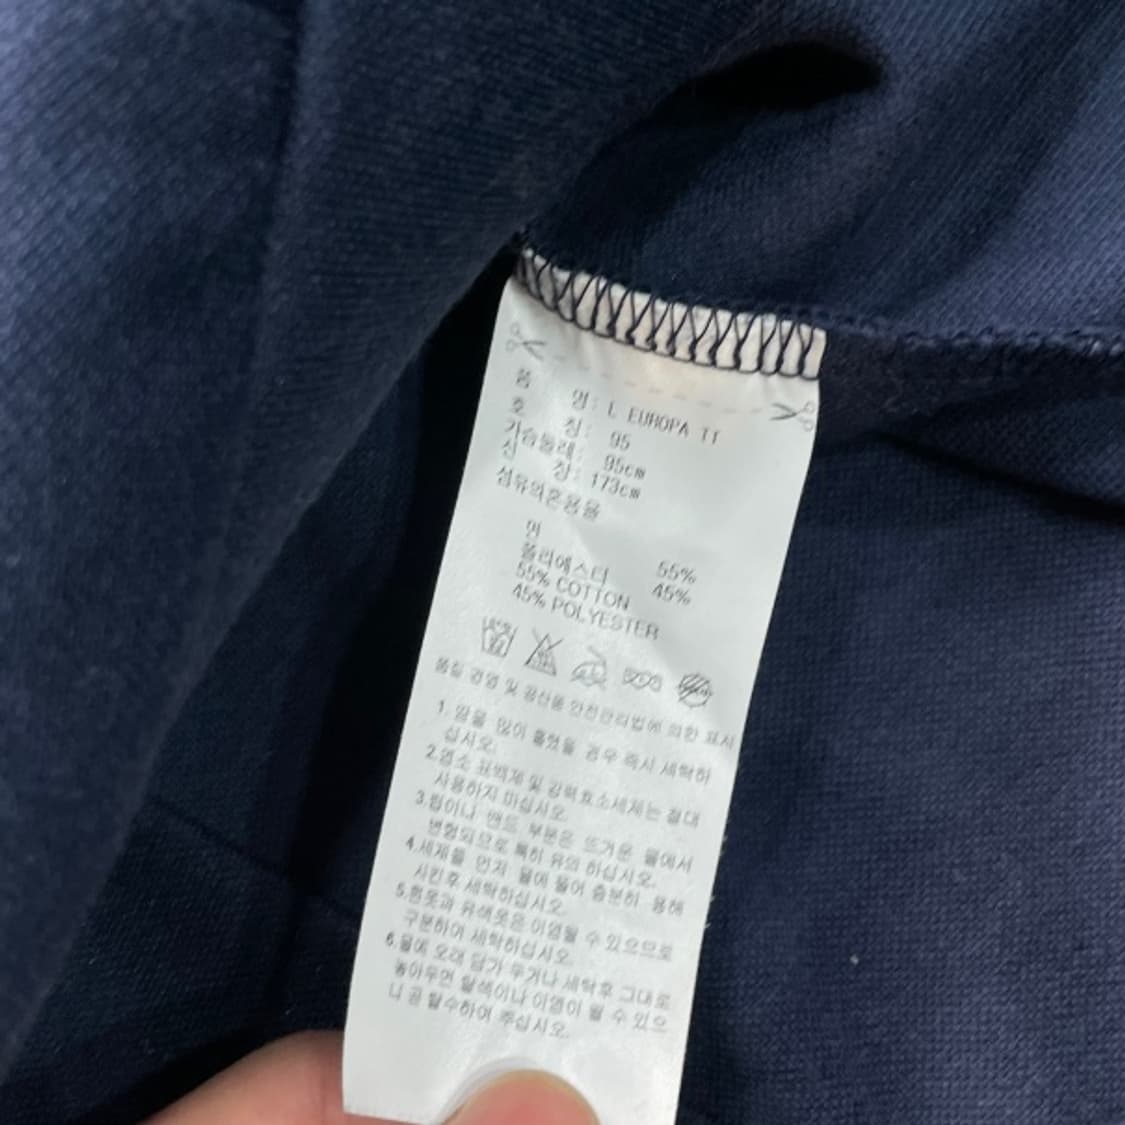 품 명: L EUROPA TT
호 칭: 95
가슴둘레: 95cm
신 장: 173cm
섬유의혼용율
면 55%
폴리에스터 45%
55% COTTON
45% POLYESTER
품질 경영 및 공산품 안전관리법에 의한 표시
1. 땀을 많이 흘렸을 경우 즉시 세탁하
십시오.
2.염소 표백제 및 강력효소세제는 절대
사용하지 마십시오.
3.립이나 밴드 부분은 뜨거운 물에서
변형되므로 특히 유의 하십시오.
4.세제를 먼저 물에 풀어 충분히 용해
시킨후 세탁하십시오.
5.흰옷과 유색옷은 이염될 수 있으므로
구분하여 세탁하십시오.
6.물에 오래 담가 두거나 세탁후 그대로
놓아두면 탈색이나 이염이 될 수 있으
니 곧 탈수하여 주십시오.